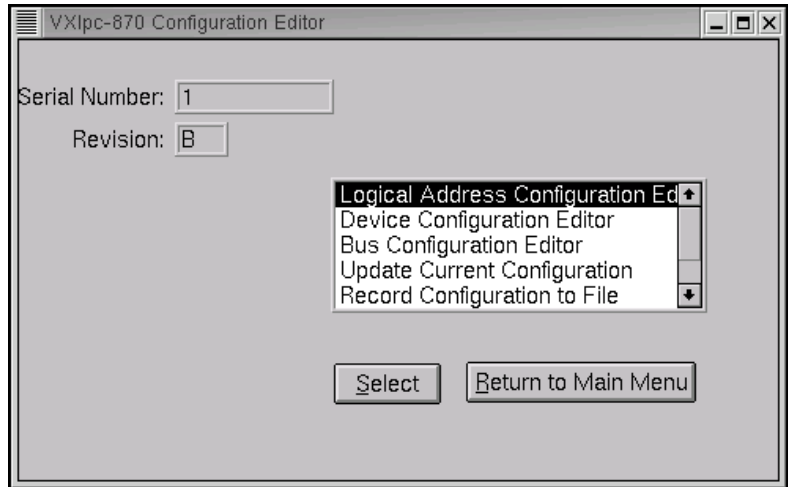 VXIpc-870 Configuration Editor
Serial Number: 1
Revision: B
Logical Address Configuration Ed
Device Configuration Editor
Bus Configuration Editor
Update Current Configuration
Record Configuration to File
Select Return to Main Menu